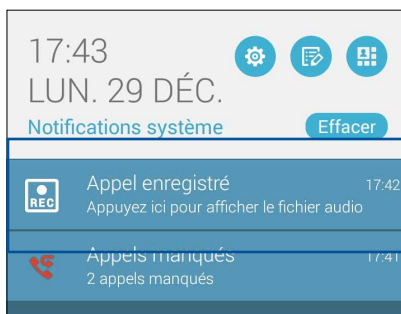 17:43
LUN. 29 DÉC.
Notifications système
Effacer
Appel enregistré 17:42
REC
Appuyez ici pour afficher le fichier audio
Appels manqués 17:41
2 appels manqués